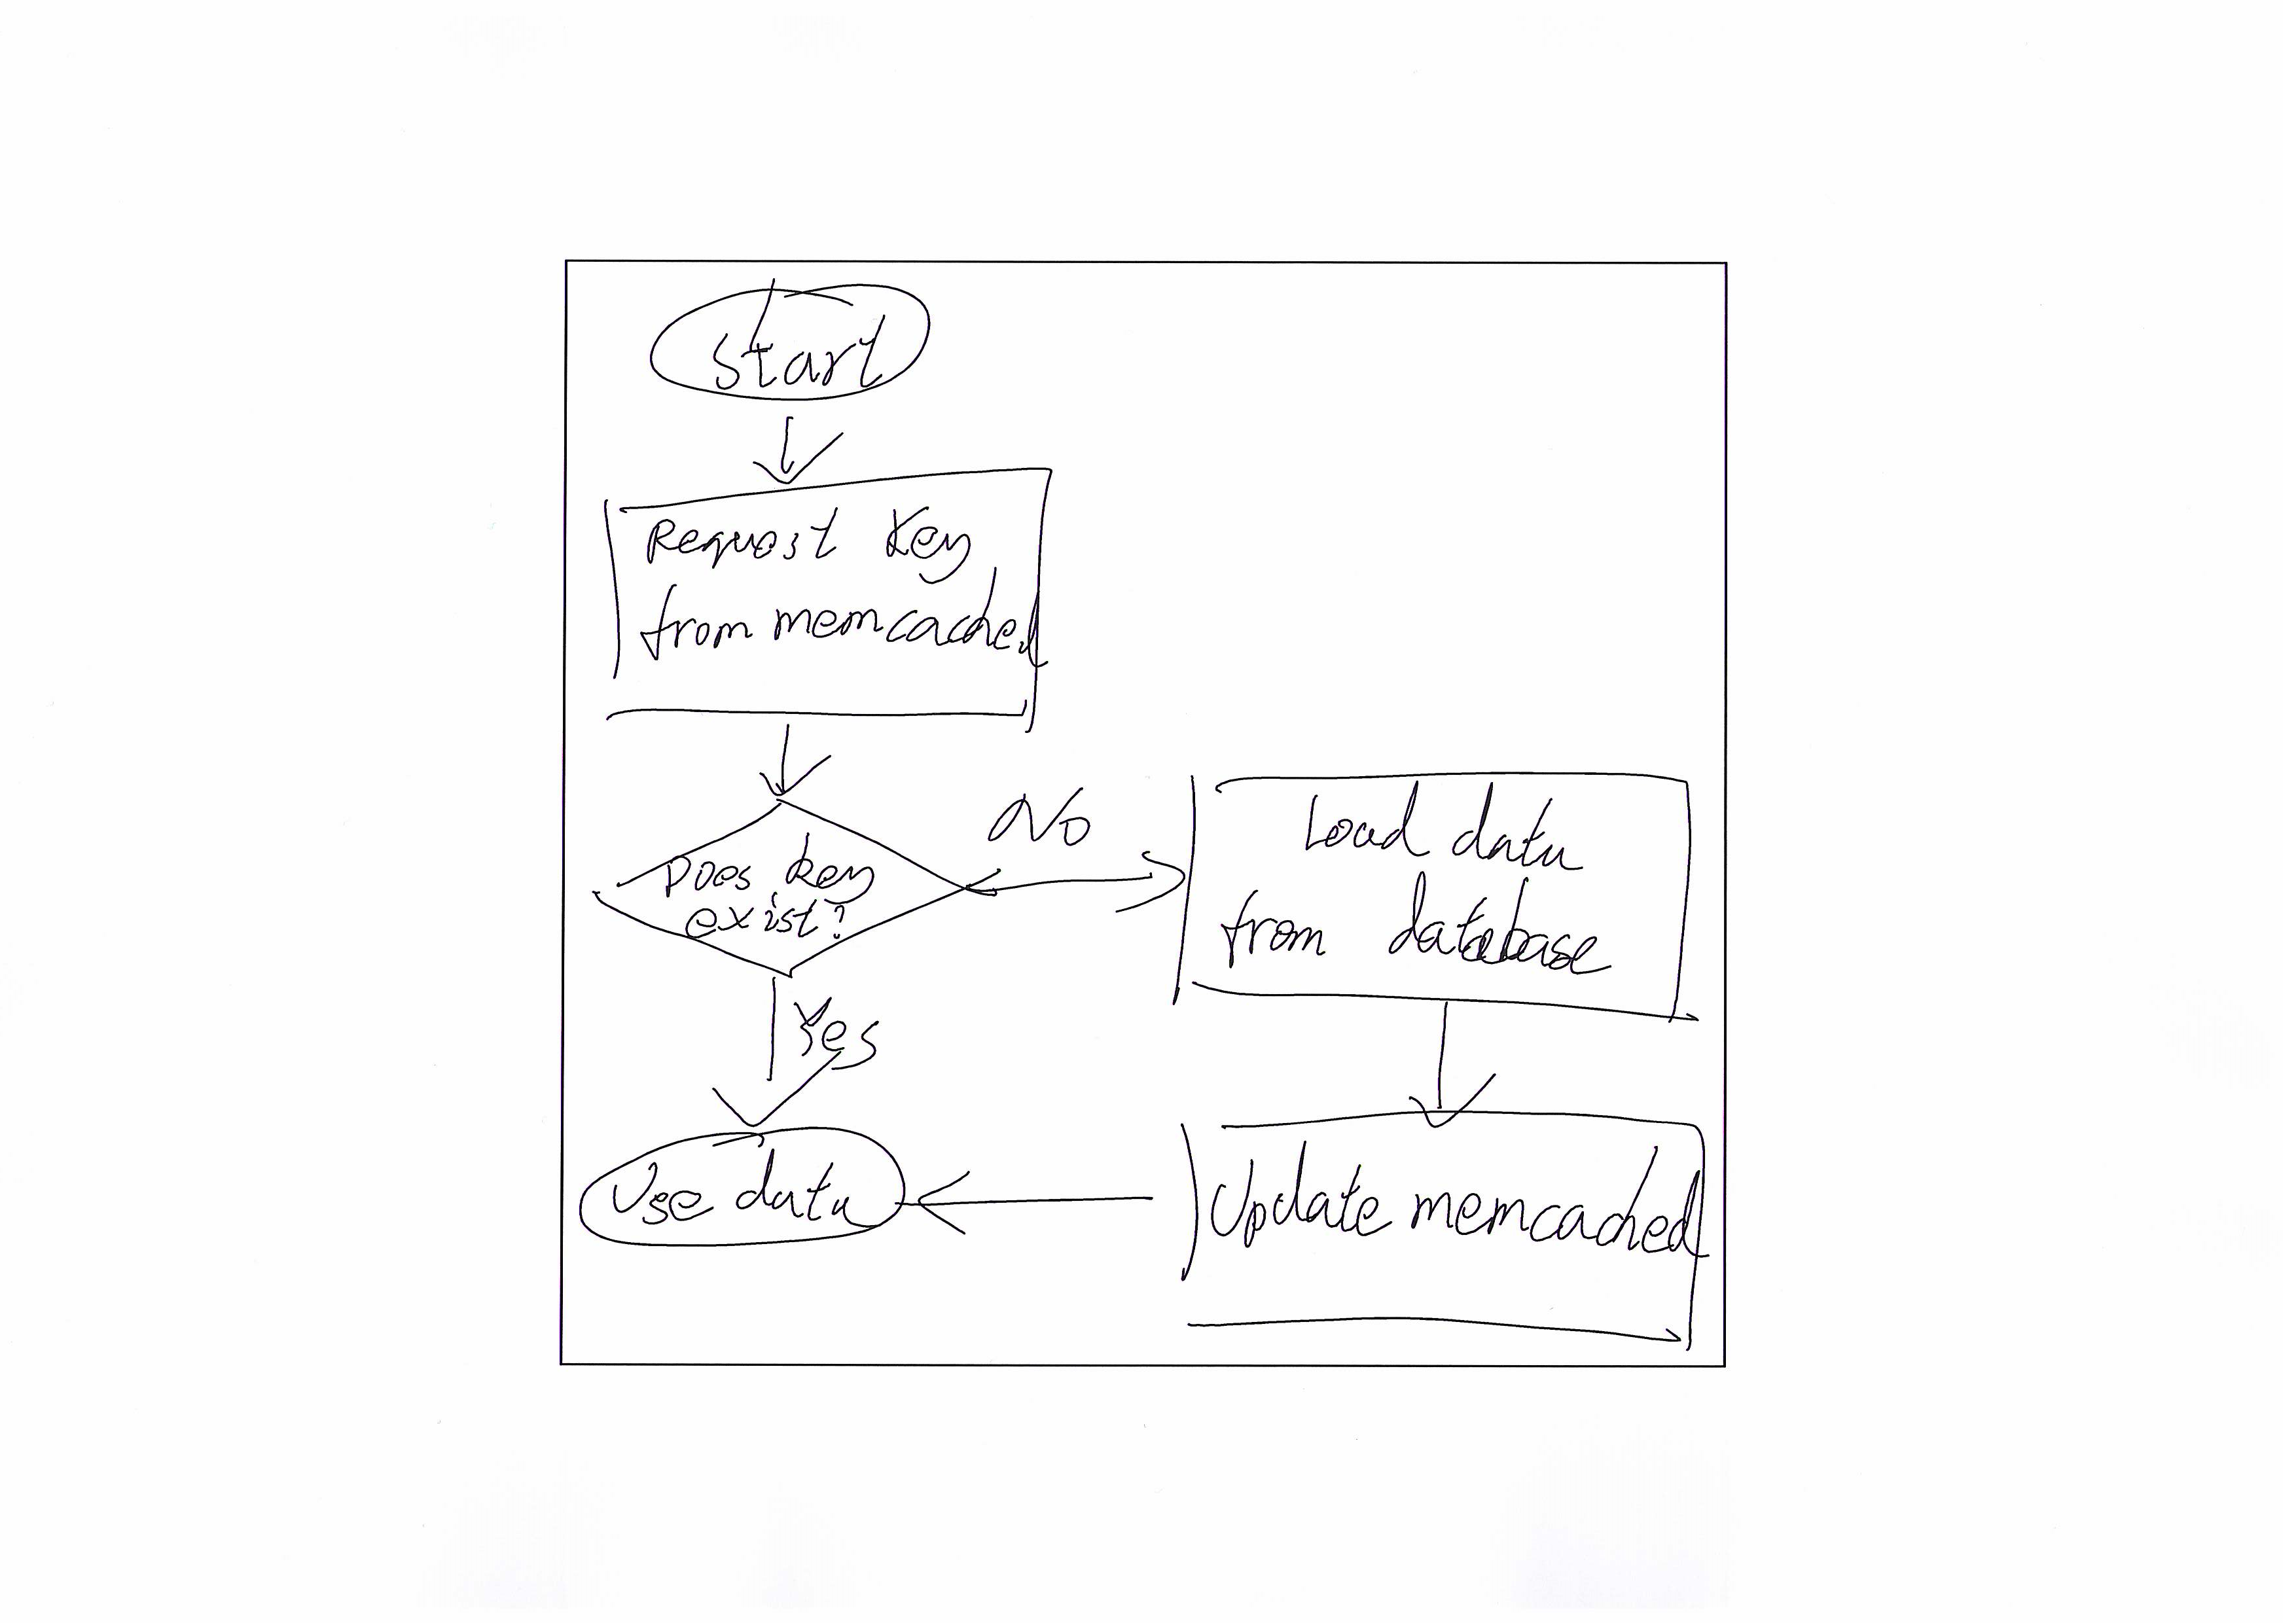 Start
Request Key
from memcached
Does key
exist?
No
Load data
from database
Yes
Use data
Update memcached